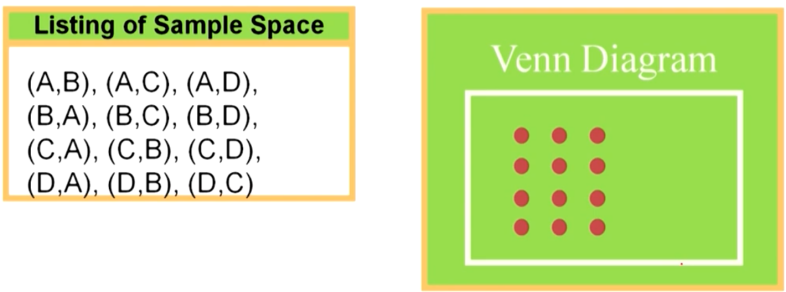 Listing of Sample Space
(A,B), (A,C), (A,D),
(B,A), (B,C), (B,D),
(C,A), (C,B), (C,D),
(D,A), (D,B), (D,C)
Venn Diagram